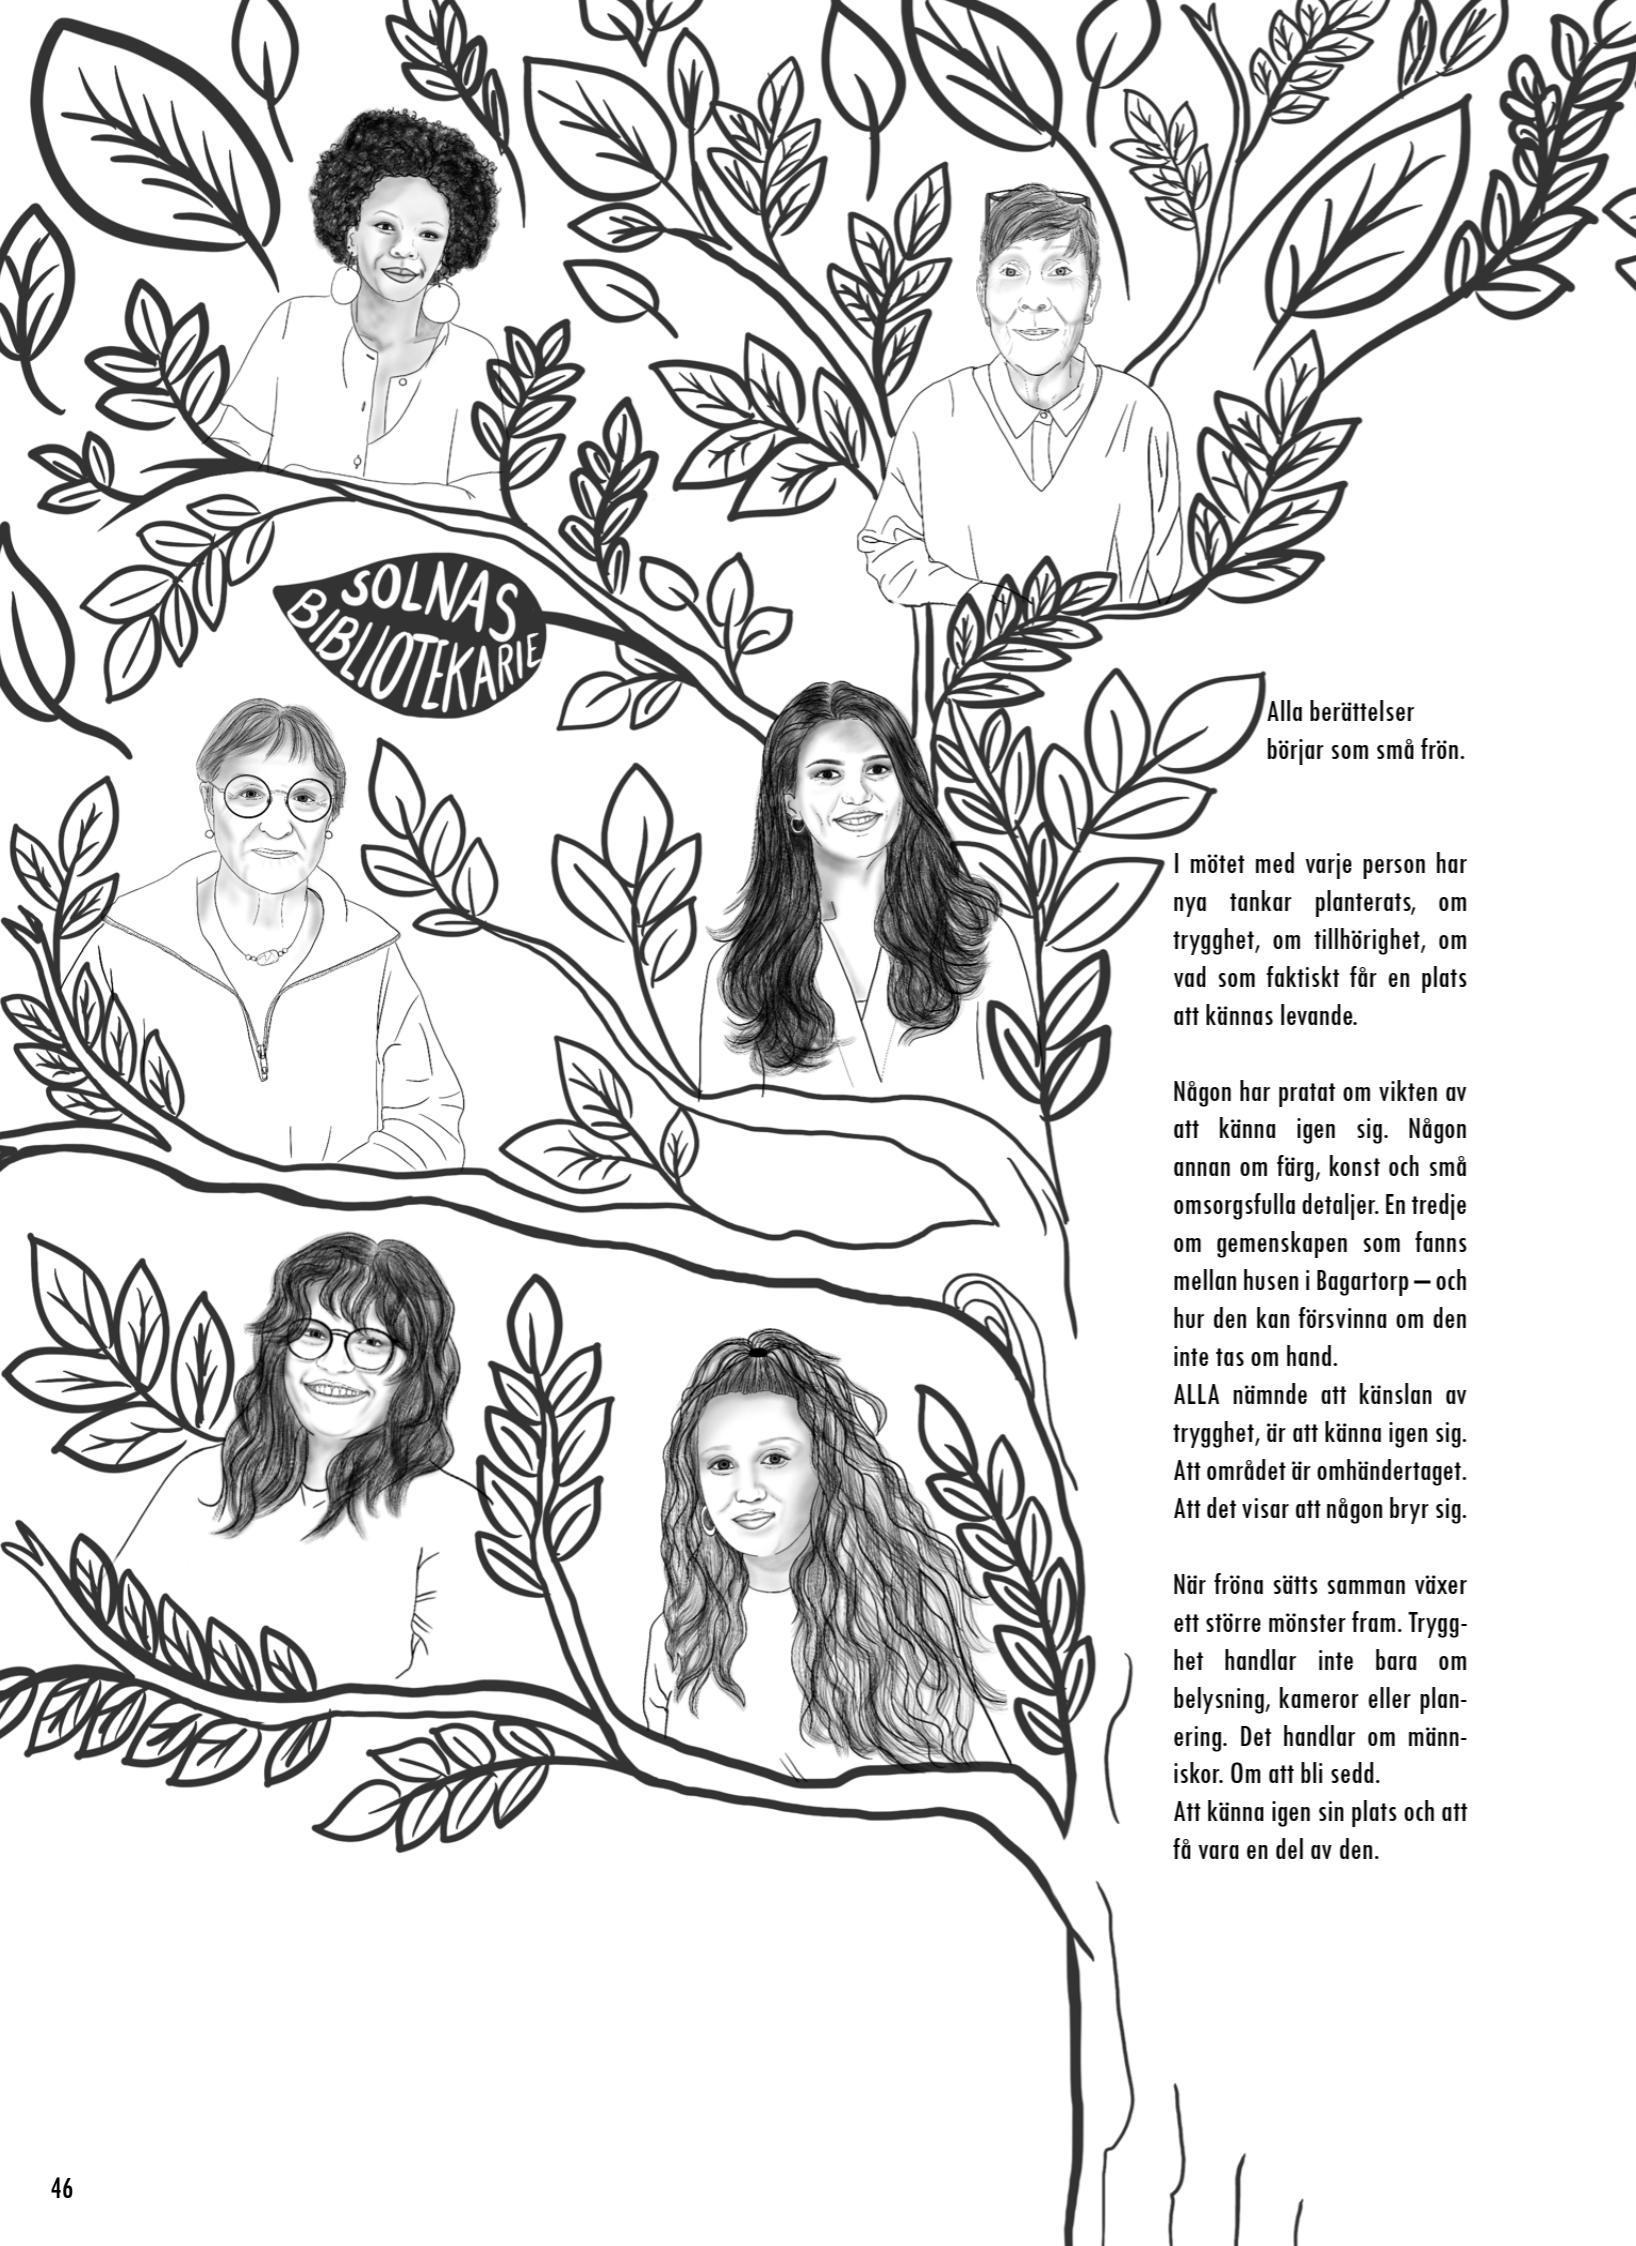 SOLNAS
BIBLIOTEKARIE
Alla berättelser
börjar som små frön.
I mötet med varje person har
nya tankar planterats, om
trygghet, om tillhörighet, om
vad som faktiskt får en plats
att kännas levande.
Någon har pratat om vikten av
att känna igen sig. Någon
annan om färg, konst och små
omsorgsfulla detaljer. En tredje
om gemenskapen som fanns
mellan husen i Bagartorp – och
hur den kan försvinna om den
inte tas om hand.
ALLA nämnde att känslan av
trygghet, är att känna igen sig.
Att området är omhändertaget.
Att det visar att någon bryr sig.
När fröna sätts samman växer
ett större mönster fram. Trygg-
het handlar inte bara om
belysning, kameror eller plan-
ering. Det handlar om männ-
iskor. Om att bli sedd.
Att känna igen sin plats och att
få vara en del av den.
46